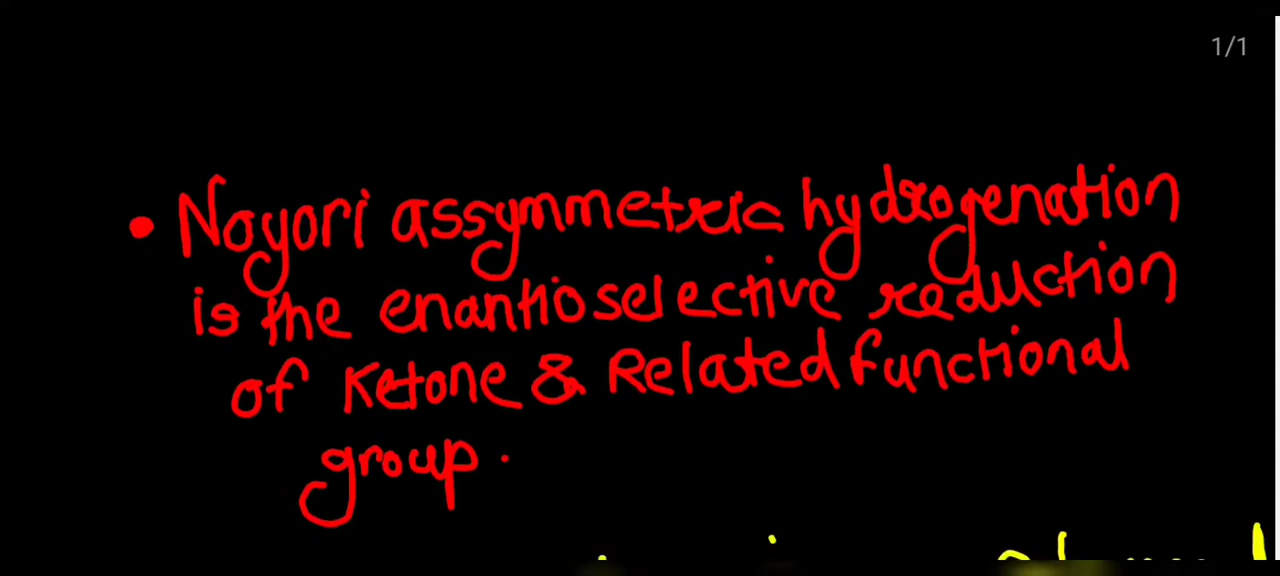 1/1
• Noyori assymmetric hydrogenation
is the enantioselective reduction
of Ketone & Related functional
group.